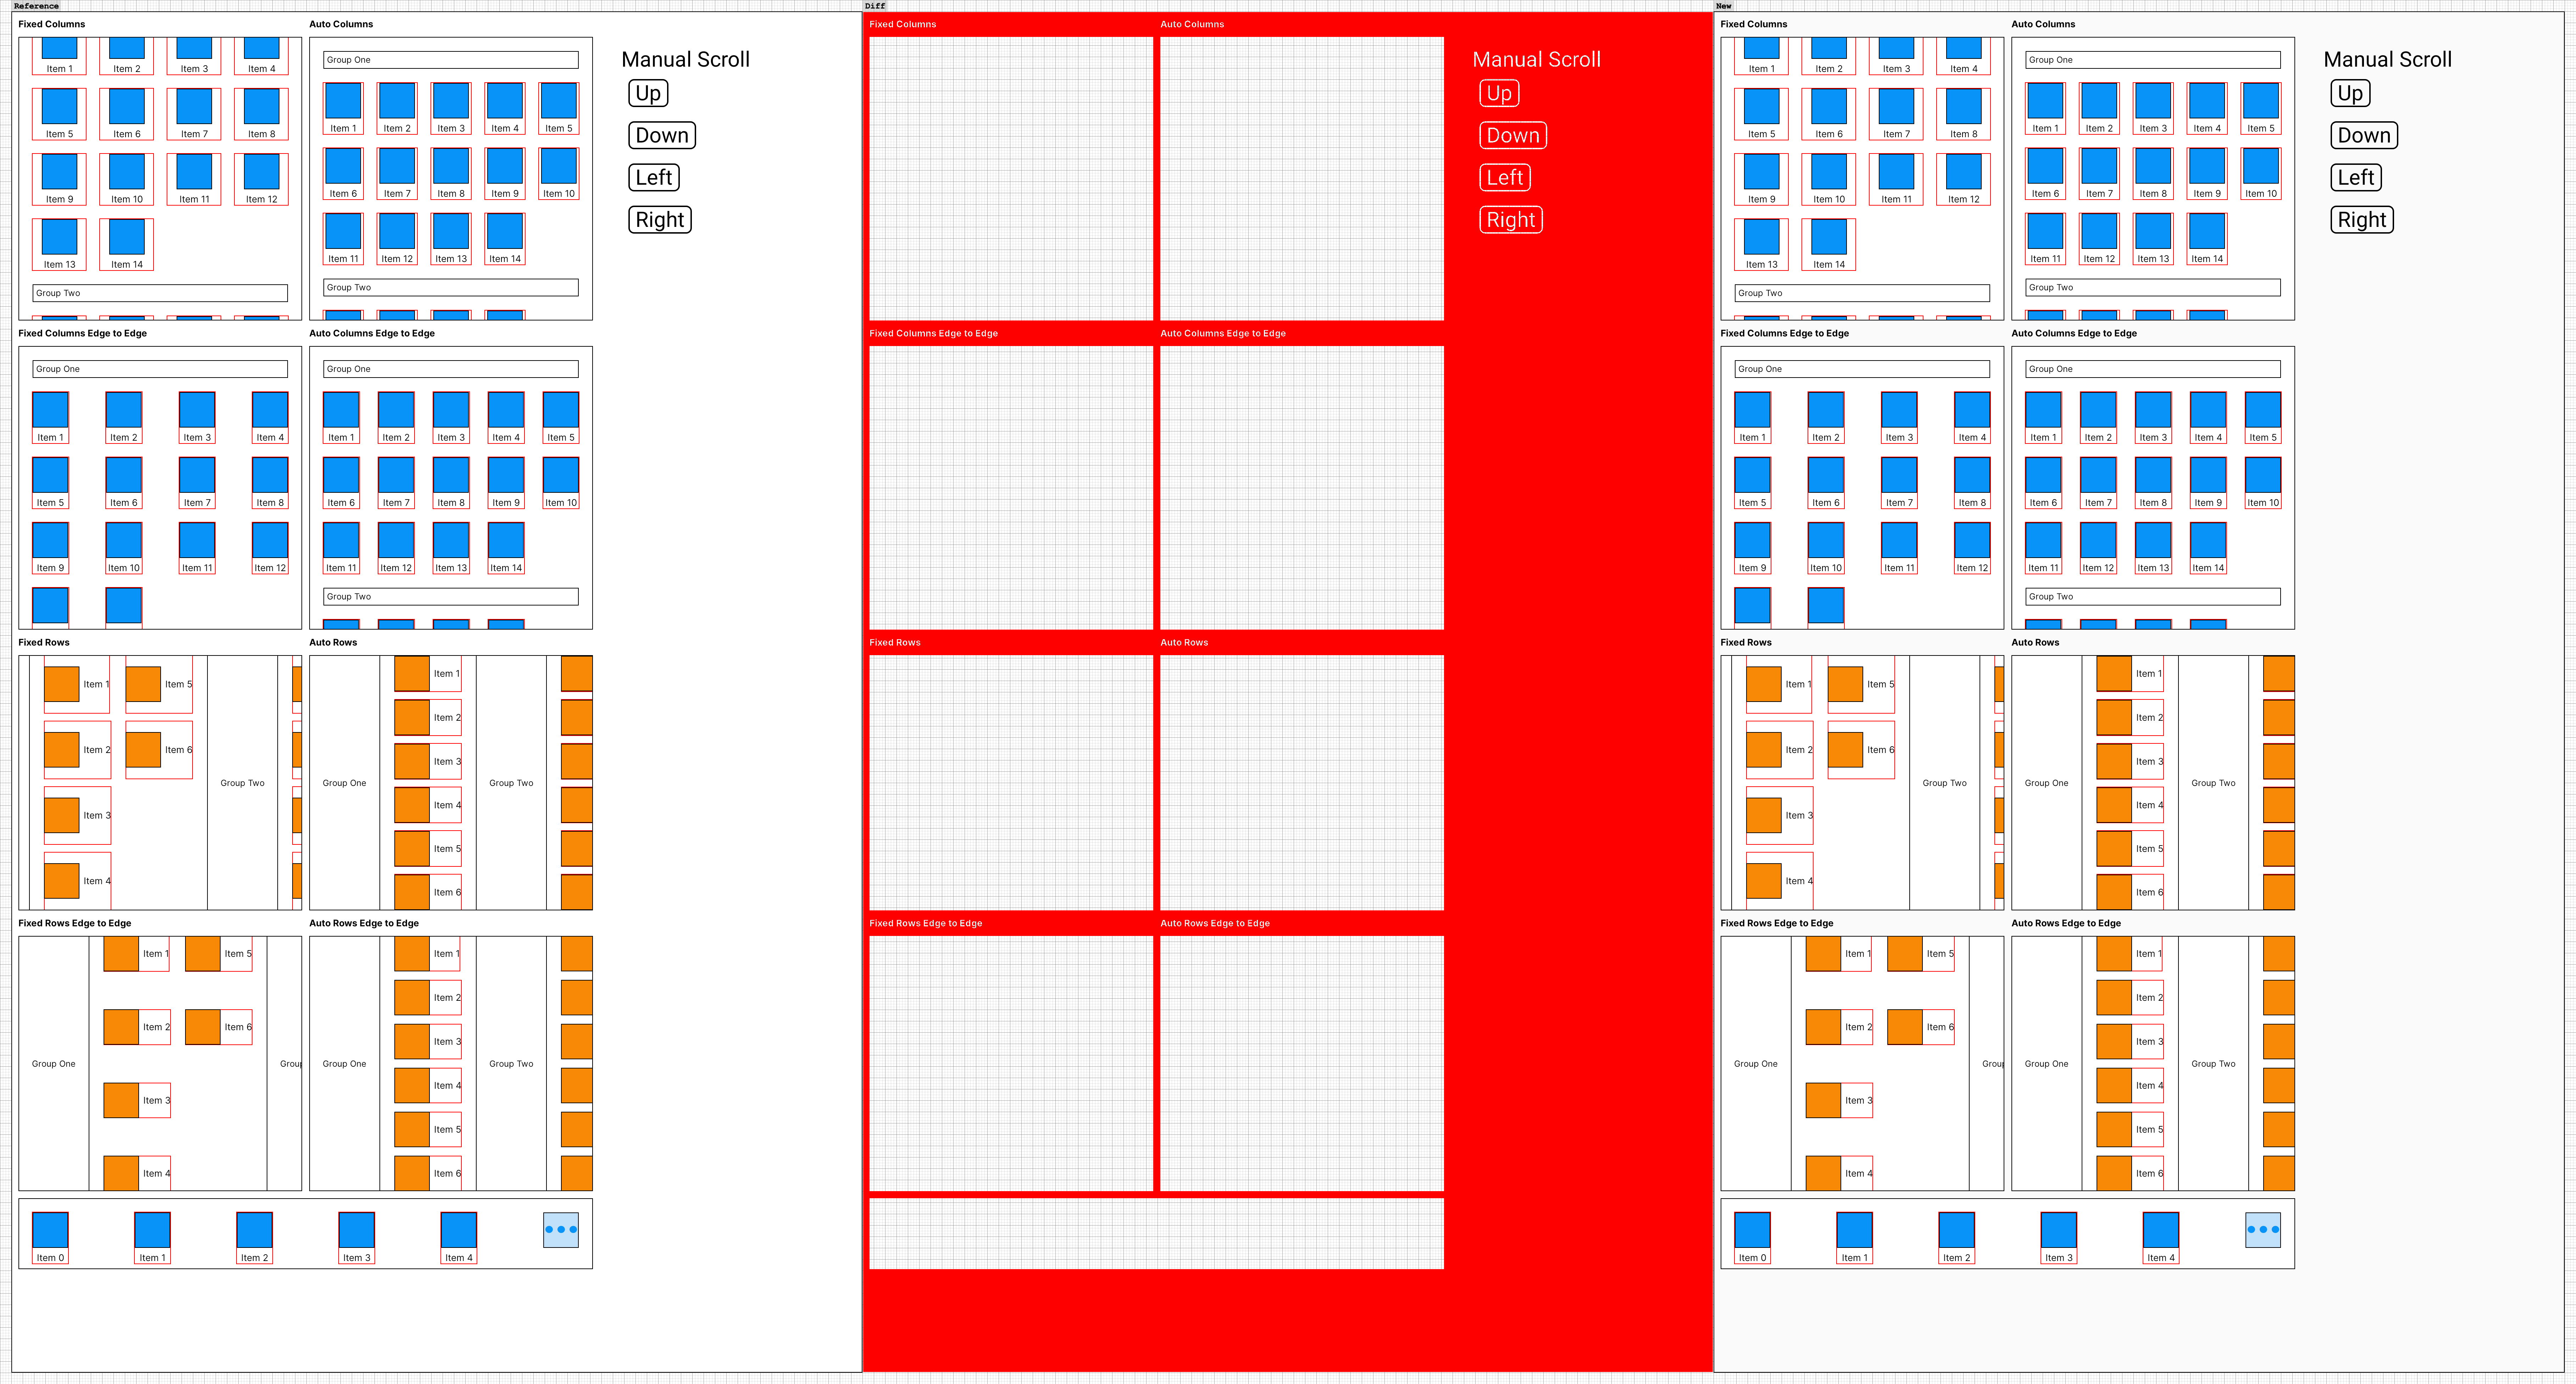 Reference
Fixed Columns
Auto Columns
Item 1 Item 2 Item 3 Item 4
Item 5 Item 6 Item 7 Item 8
Item 9 Item 10 Item 11 Item 12
Item 13 Item 14
Group Two
Group One
Item 1 Item 2 Item 3 Item 4 Item 5
Item 6 Item 7 Item 8 Item 9 Item 10
Item 11 Item 12 Item 13 Item 14
Group Two
Manual Scroll
Up
Down
Left
Right
Fixed Columns Edge to Edge
Auto Columns Edge to Edge
Group One
Item 1 Item 2 Item 3 Item 4
Item 5 Item 6 Item 7 Item 8
Item 9 Item 10 Item 11 Item 12
Group One
Item 1 Item 2 Item 3 Item 4 Item 5
Item 6 Item 7 Item 8 Item 9 Item 10
Item 11 Item 12 Item 13 Item 14
Group Two
Fixed Rows
Auto Rows
Item 1 Item 5
Item 2 Item 6
Item 3
Item 4
Group Two
Group One
Item 1
Item 2
Item 3
Item 4
Item 5
Item 6
Group Two
Fixed Rows Edge to Edge
Auto Rows Edge to Edge
Group One
Item 1 Item 5
Item 2 Item 6
Item 3
Item 4
Group
Group One
Item 1
Item 2
Item 3
Item 4
Item 5
Item 6
Group Two
Item 0 Item 1 Item 2 Item 3 Item 4
Diff
Fixed Columns
Auto Columns
Manual Scroll
Up
Down
Left
Right
Fixed Columns Edge to Edge
Auto Columns Edge to Edge
Fixed Rows
Auto Rows
Fixed Rows Edge to Edge
Auto Rows Edge to Edge
New
Fixed Columns
Auto Columns
Item 1 Item 2 Item 3 Item 4
Item 5 Item 6 Item 7 Item 8
Item 9 Item 10 Item 11 Item 12
Item 13 Item 14
Group Two
Group One
Item 1 Item 2 Item 3 Item 4 Item 5
Item 6 Item 7 Item 8 Item 9 Item 10
Item 11 Item 12 Item 13 Item 14
Group Two
Manual Scroll
Up
Down
Left
Right
Fixed Columns Edge to Edge
Auto Columns Edge to Edge
Group One
Item 1 Item 2 Item 3 Item 4
Item 5 Item 6 Item 7 Item 8
Item 9 Item 10 Item 11 Item 12
Group One
Item 1 Item 2 Item 3 Item 4 Item 5
Item 6 Item 7 Item 8 Item 9 Item 10
Item 11 Item 12 Item 13 Item 14
Group Two
Fixed Rows
Auto Rows
Item 1 Item 5
Item 2 Item 6
Item 3
Item 4
Group Two
Group One
Item 1
Item 2
Item 3
Item 4
Item 5
Item 6
Group Two
Fixed Rows Edge to Edge
Auto Rows Edge to Edge
Group One
Item 1 Item 5
Item 2 Item 6
Item 3
Item 4
Group
Group One
Item 1
Item 2
Item 3
Item 4
Item 5
Item 6
Group Two
Item 0 Item 1 Item 2 Item 3 Item 4